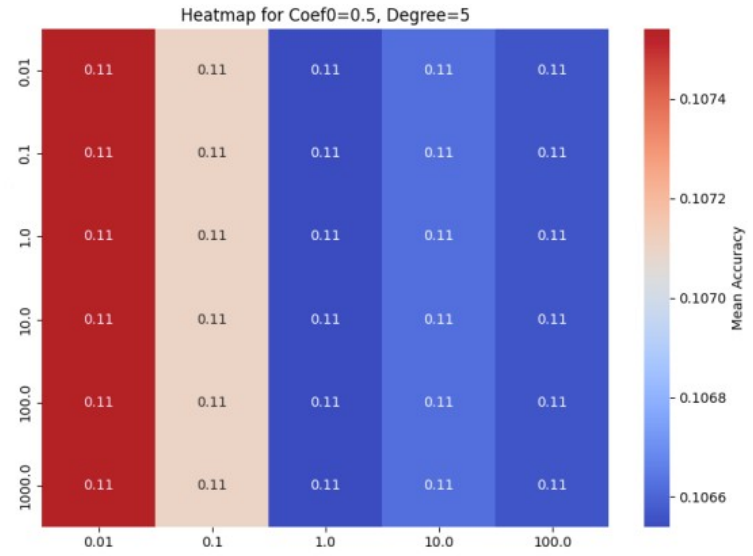 Heatmap for Coef0=0.5, Degree=5
0.01 0.11 0.11 0.11 0.11 0.11
0.1 0.11 0.11 0.11 0.11 0.11
1.0 0.11 0.11 0.11 0.11 0.11
10.0 0.11 0.11 0.11 0.11 0.11
100.0 0.11 0.11 0.11 0.11 0.11
1000.0 0.11 0.11 0.11 0.11 0.11
0.01 0.1 1.0 10.0 100.0
0.1074
0.1072
0.1070
0.1068
0.1066
Mean Accuracy